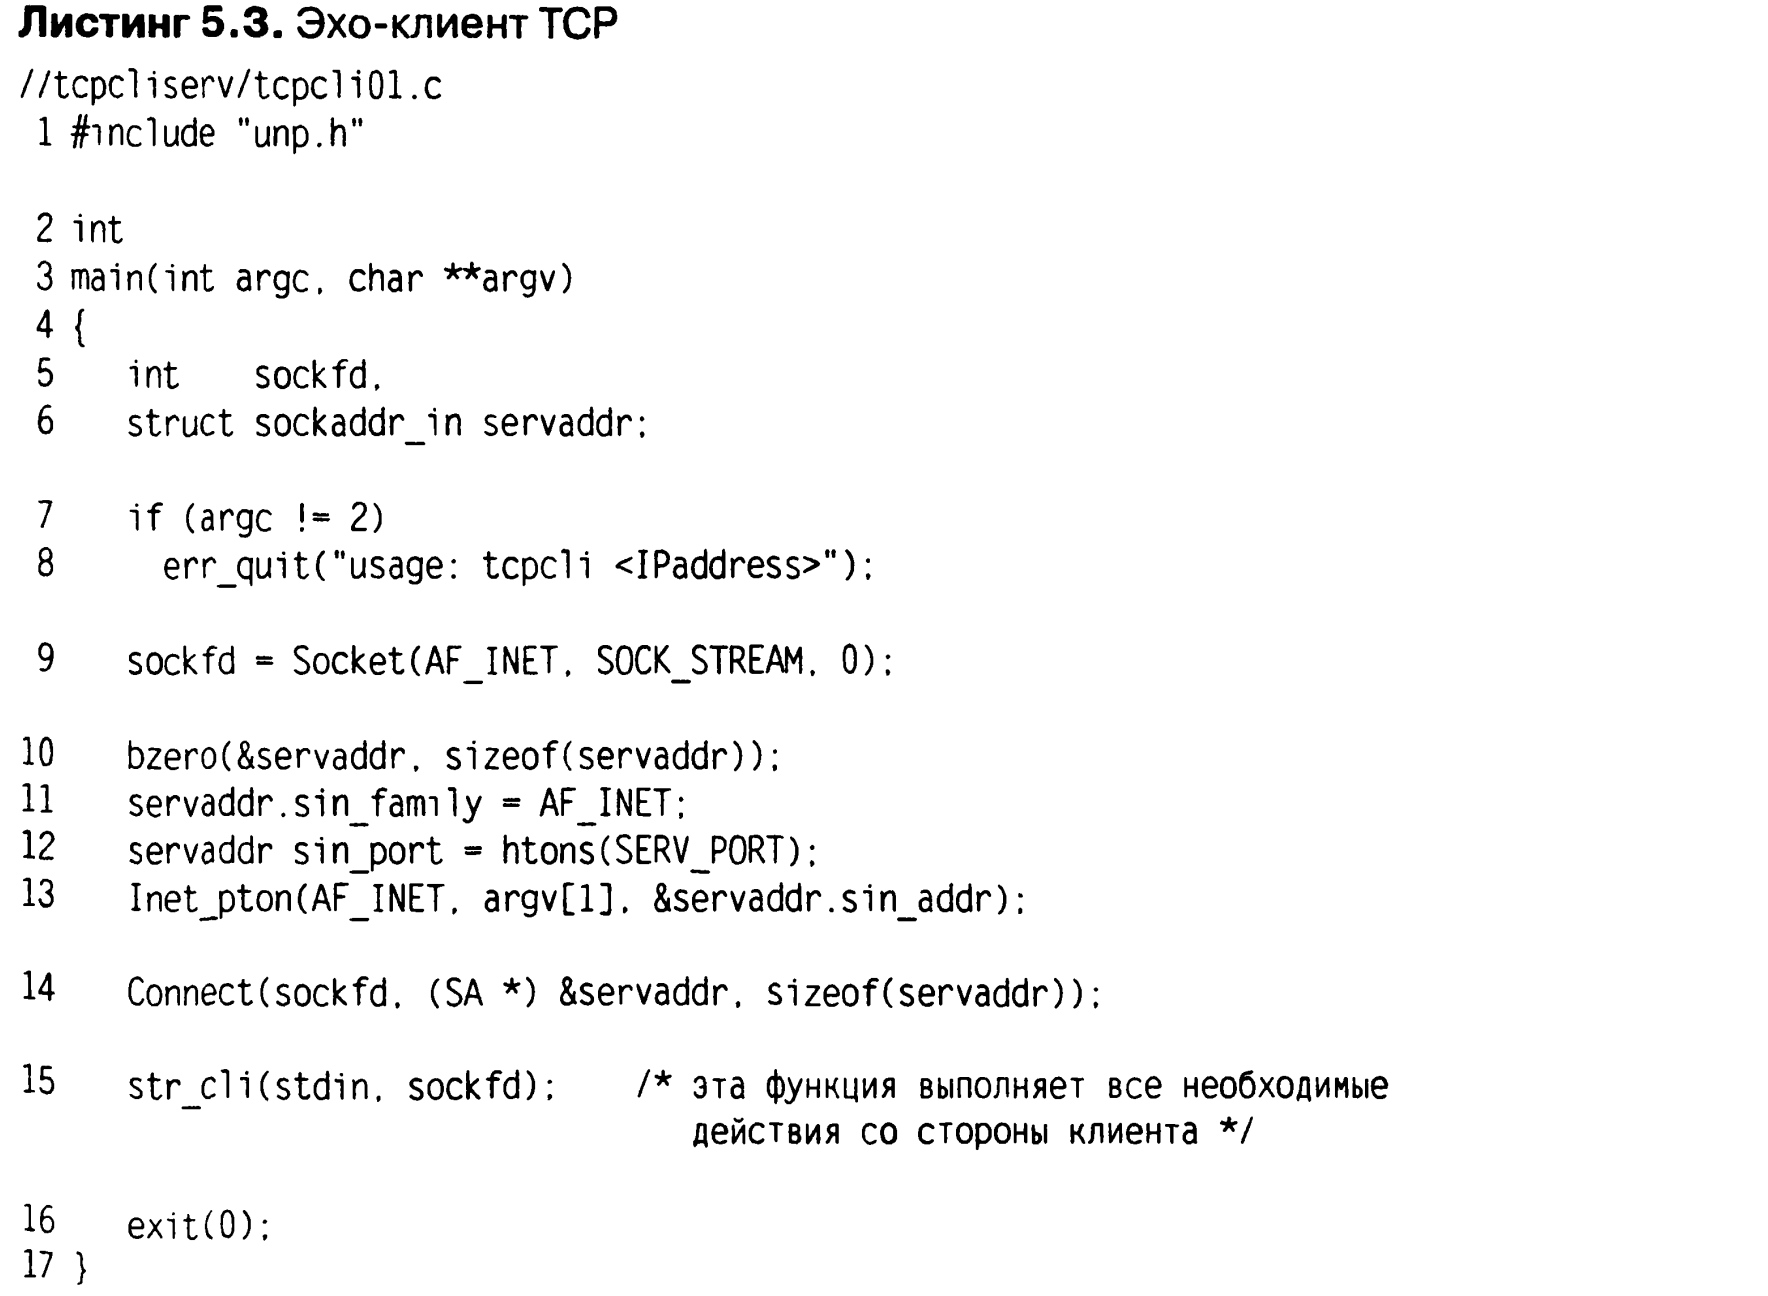 Листинг 5.3. Эхо-клиент TCP
//tcpcliserv/tcpcli01.c
1 #include "unp.h"
2 int
3 main(int argc, char **argv)
4 {
5 int sockfd,
6 struct sockaddr_in servaddr;
7 if (argc != 2)
8 err_quit("usage: tcpcli <IPaddress>");
9 sockfd = Socket(AF_INET, SOCK_STREAM, 0);
10 bzero(&servaddr, sizeof(servaddr));
11 servaddr.sin_family = AF_INET;
12 servaddr sin_port = htons(SERV_PORT);
13 Inet_pton(AF_INET, argv[1], &servaddr.sin_addr);
14 Connect(sockfd, (SA *) &servaddr, sizeof(servaddr));
15 str_cli(stdin, sockfd); /* эта функция выполняет все необходимые
действия со стороны клиента */
16 exit(0);
17 }